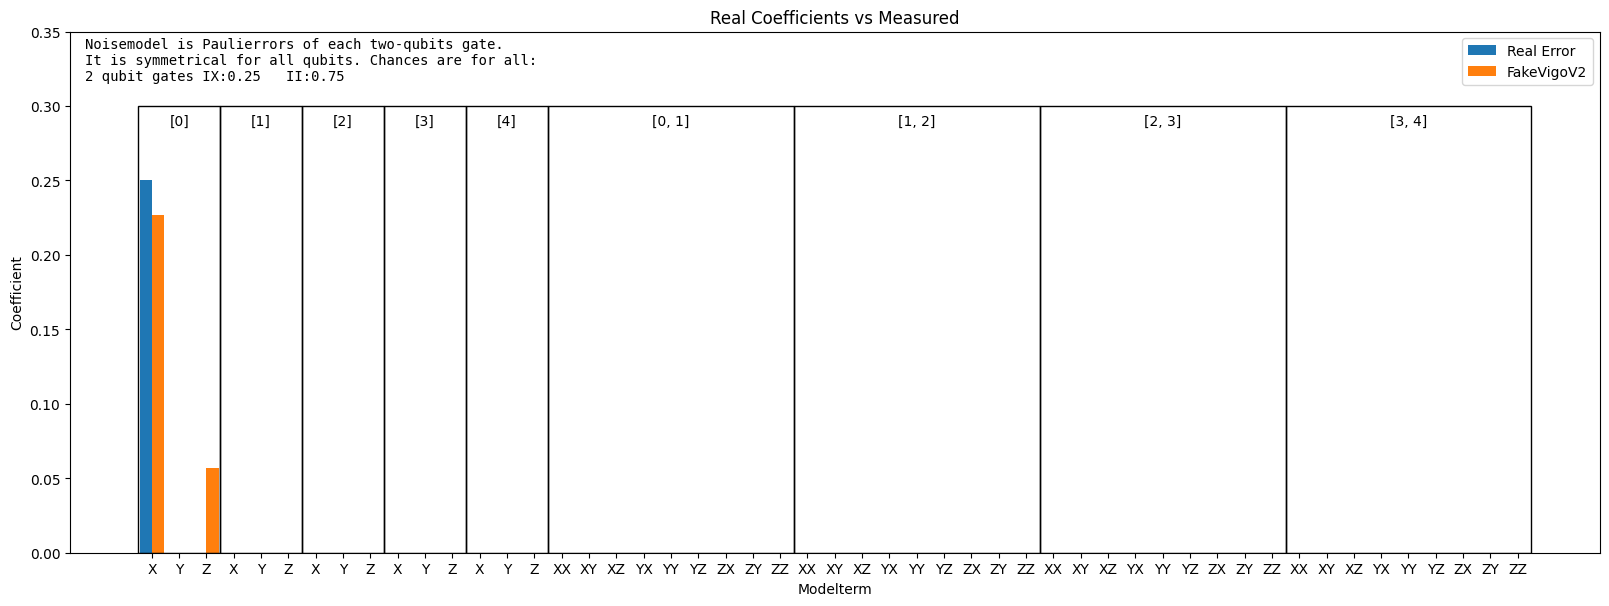 Real Coefficients vs Measured
Noisemodel is Paulierrors of each two-qubits gate.
It is symmetrical for all qubits. Chances are for all:
2 qubit gates IX:0.25   II:0.75
Real Error
FakeVigoV2
[0] [1] [2] [3] [4] [0, 1] [1, 2] [2, 3] [3, 4]
0.35
0.30
0.25
0.20
0.15
0.10
0.05
0.00
Coefficient
X Y Z X Y Z X Y Z X Y Z X Y Z XX XY XZ YX YY YZ ZX ZY ZZ XX XY XZ YX YY YZ ZX ZY ZZ XX XY XZ YX YY YZ ZX ZY ZZ XX XY XZ YX YY YZ ZX ZY ZZ
Modelterm